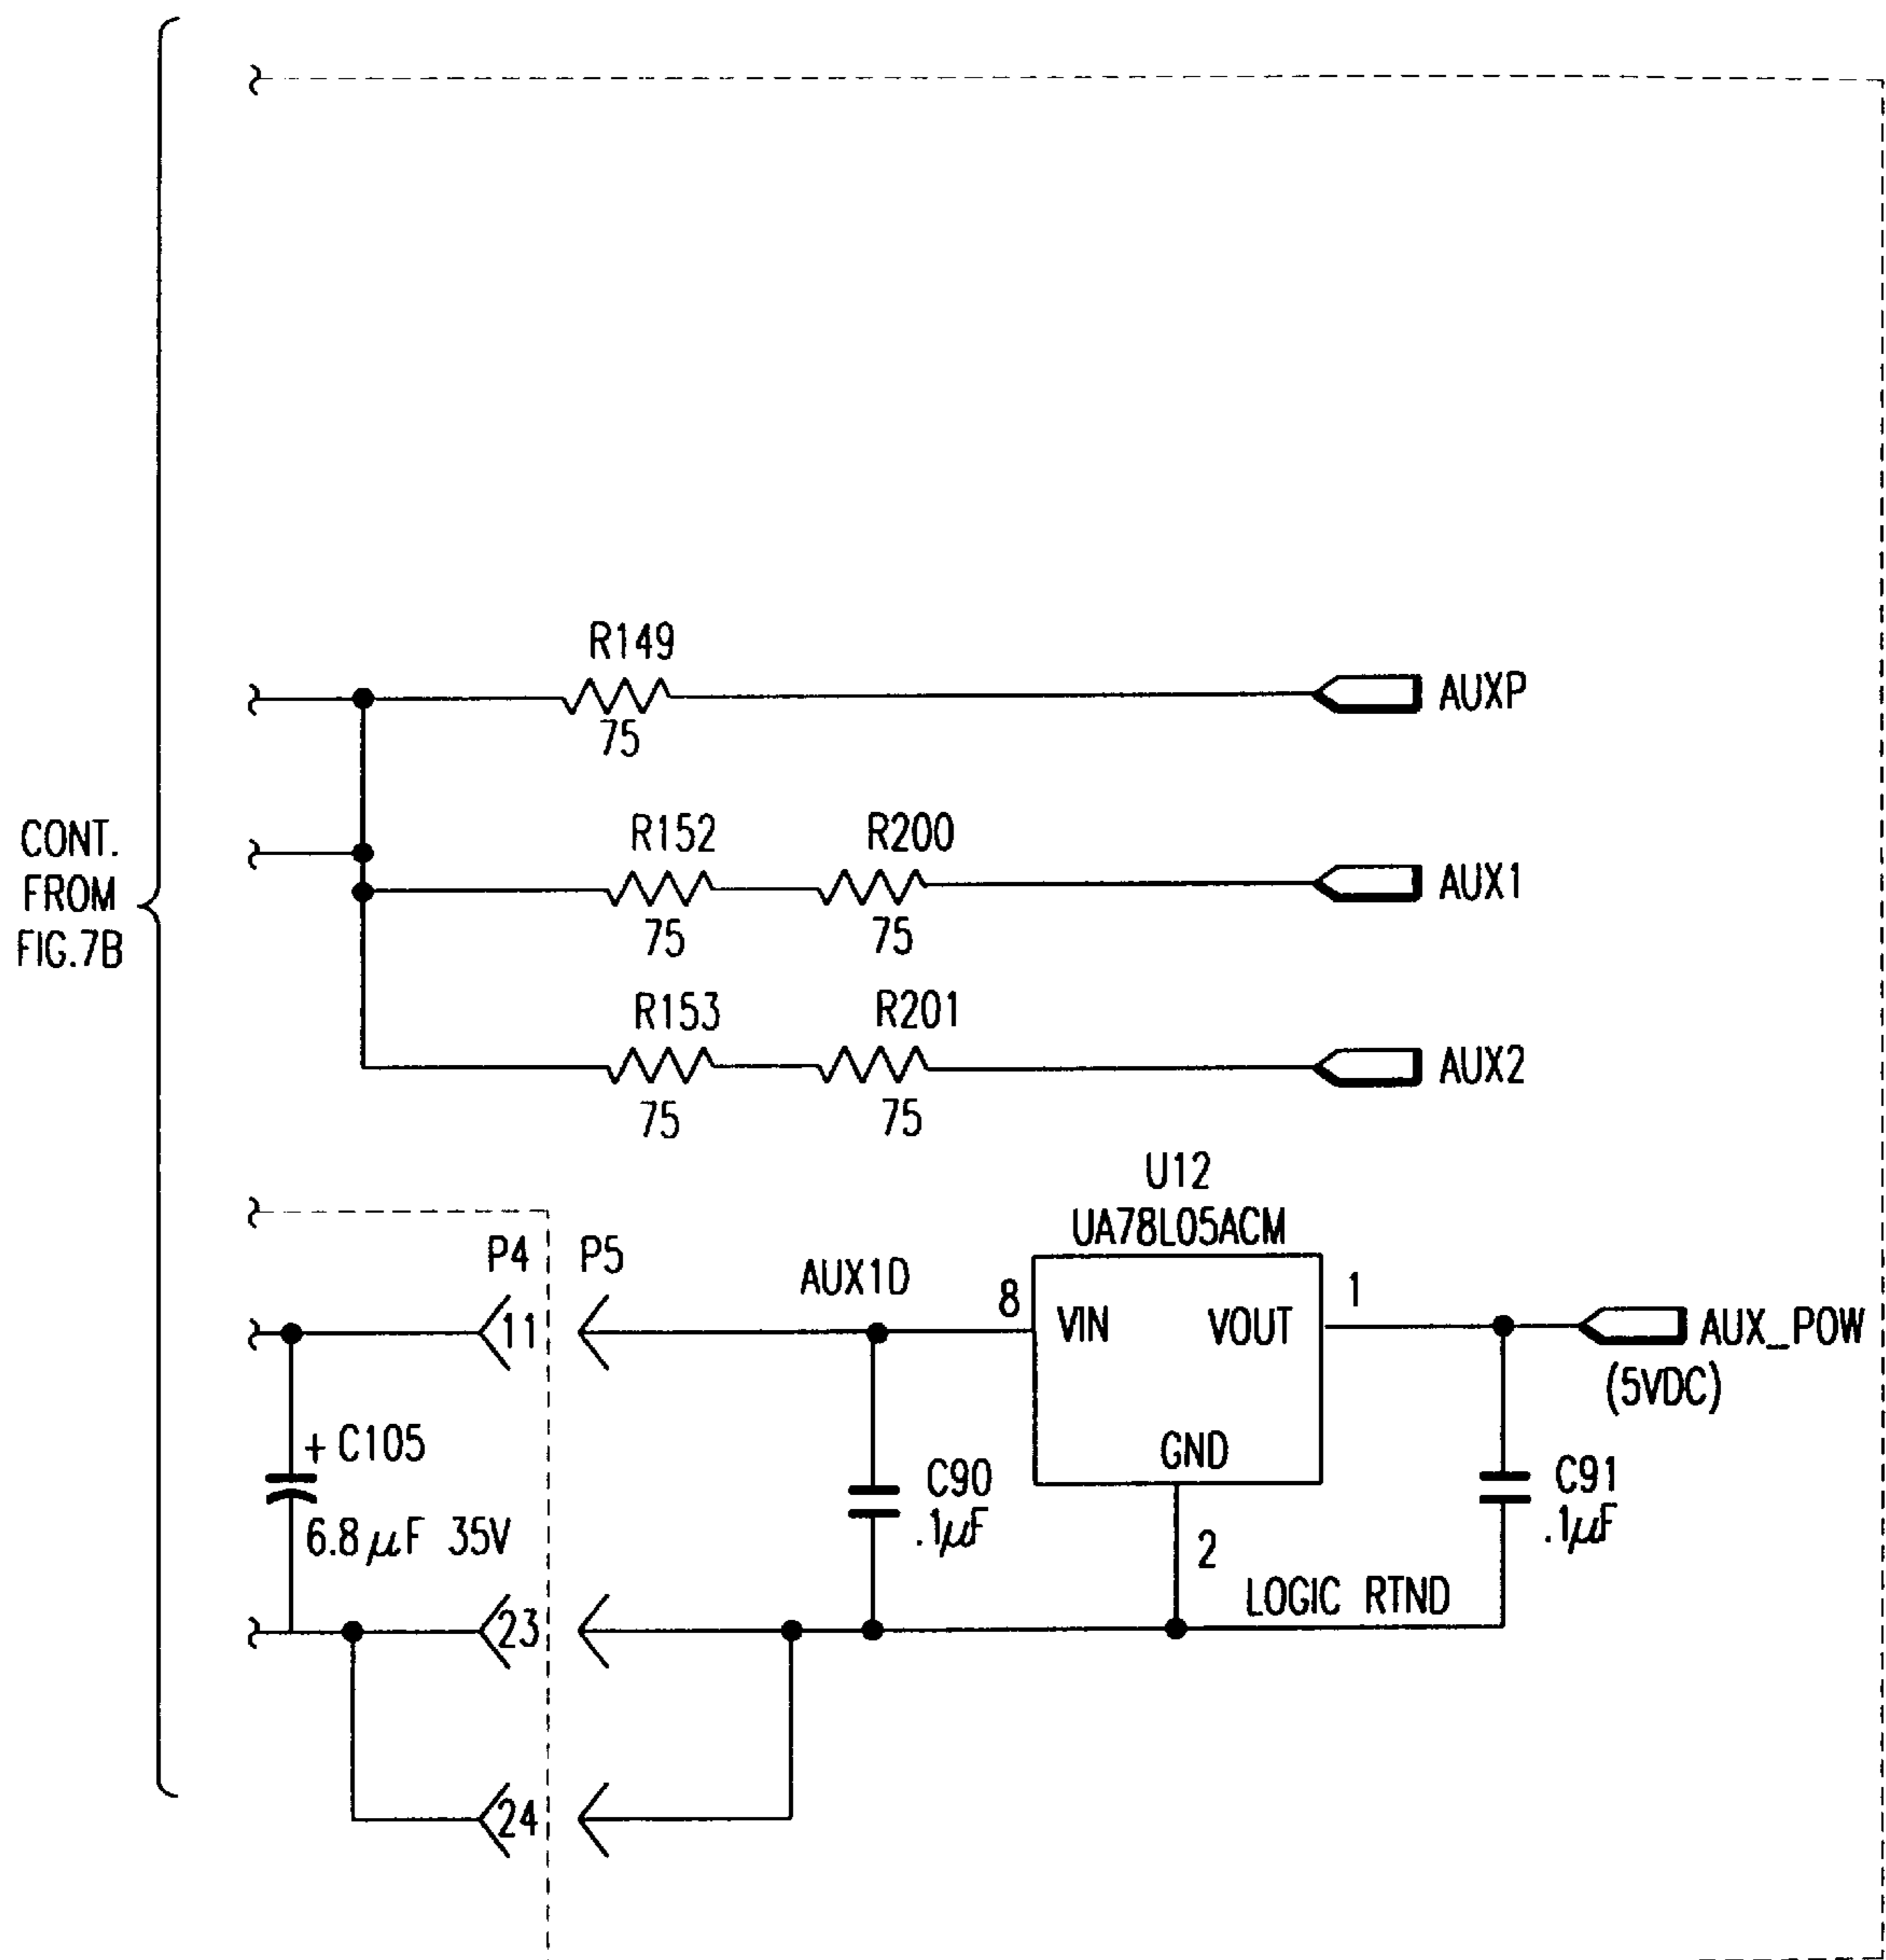 R149
75
AUXP
CONT.
FROM
FIG.7B
R152
75
R200
75
AUX1
R153
75
R201
75
AUX2
U12
UA78L05ACM
P4
P5
AUX1D
8
VIN
VOUT
1
11
AUX_POW
(5VDC)
+ C105
6.8 µF 35V
C90
.1µF
GND
2
C91
.1µF
LOGIC RTND
23
24